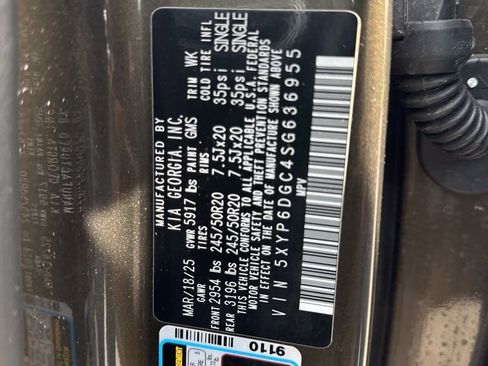 MANUFACTURED BY
KIA GEORGIA, INC.
MAR/18/25 GVWR 5917 lbs PAINT GMS TRIM WK
GAWR TIRES RIMS COLD TIRE INFL
FRONT 2954 lbs 245/50R20 7.5Jx20 35psi SINGLE
REAR 3196 lbs 245/50R20 7.5Jx20 35psi SINGLE
THIS VEHICLE CONFORMS TO ALL APPLICABLE U.S.A. FEDERAL
MOTOR VEHICLE SAFETY AND THEFT PREVENTION STANDARDS
IN EFFECT ON THE DATE OF MANUFACTURE SHOWN ABOVE.
VIN 5XYP6DGC4SG636955
MPV
9110